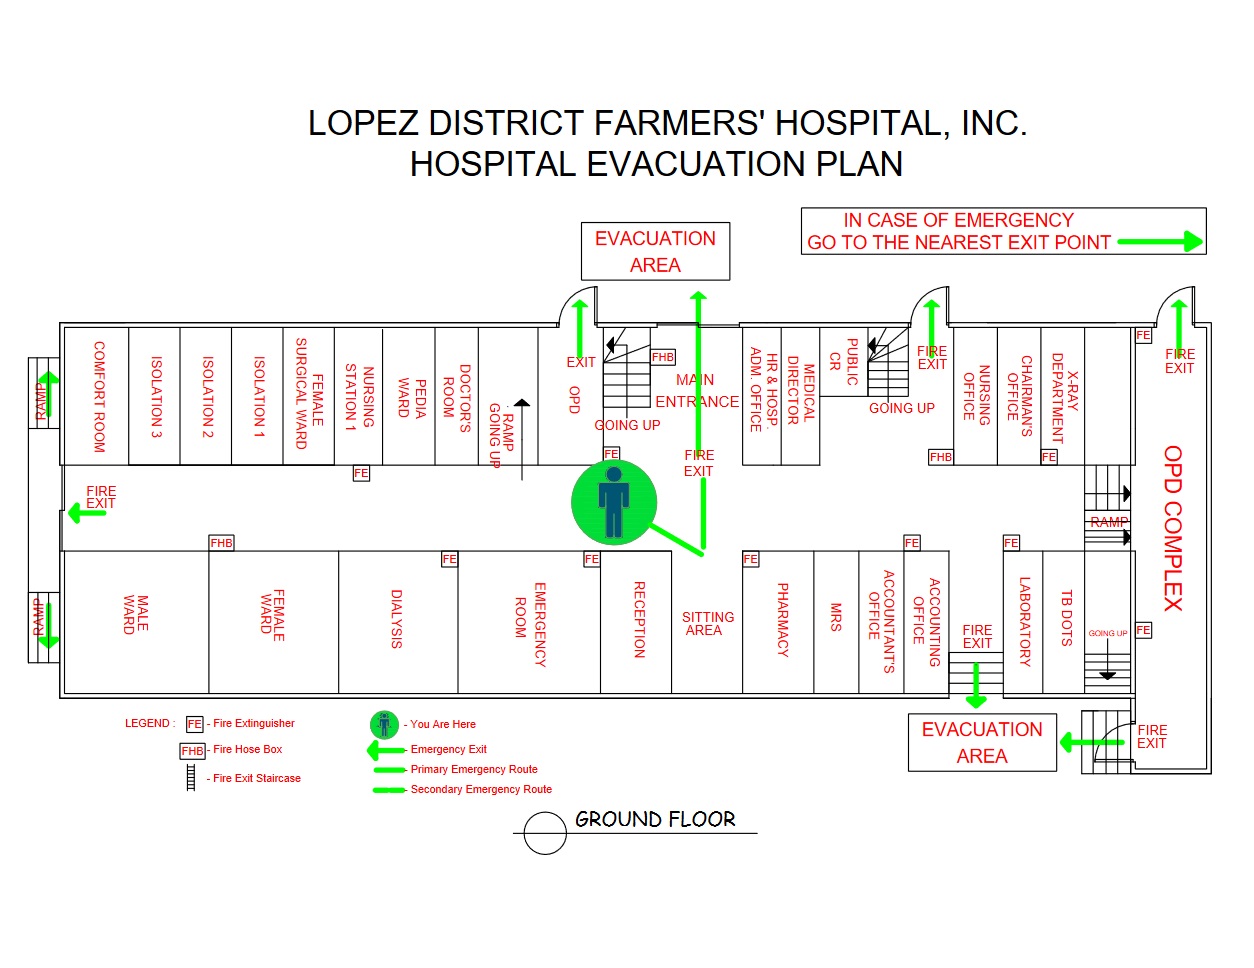 LOPEZ DISTRICT FARMERS' HOSPITAL, INC.
HOSPITAL EVACUATION PLAN
IN CASE OF EMERGENCY
GO TO THE NEAREST EXIT POINT
EVACUATION
AREA
RAMP
COMFORT ROOM
ISOLATION 3
ISOLATION 2
ISOLATION 1
FEMALE
SURGICAL WARD
NURSING
STATION 1
PEDIA
WARD
DOCTOR'S
ROOM
RAMP
GOING UP
EXIT
OPD
GOING UP
FHB
MAIN
ENTRANCE
HR & HOSP.
ADM. OFFICE
MEDICAL
DIRECTOR
PUBLIC
CR
GOING UP
FIRE
EXIT
NURSING
OFFICE
CHAIRMAN'S
OFFICE
X-RAY
DEPARTMENT
FE
FIRE
EXIT
FE
FE
FIRE
EXIT
FHB
FE
FIRE
EXIT
RAMP
OPD COMPLEX
FHB
FE
FE
FE
FE
FE
RAMP
MALE
WARD
FEMALE
WARD
DIALYSIS
EMERGENCY
ROOM
RECEPTION
SITTING
AREA
PHARMACY
MRS
ACCOUNTANT'S
OFFICE
ACCOUNTING
OFFICE
FIRE
EXIT
LABORATORY
TB DOTS
GOING UP
FE
EVACUATION
AREA
FIRE
EXIT
LEGEND :
FE - Fire Extinguisher
FHB - Fire Hose Box
- Fire Exit Staircase
- You Are Here
- Emergency Exit
- Primary Emergency Route
- Secondary Emergency Route
GROUND FLOOR